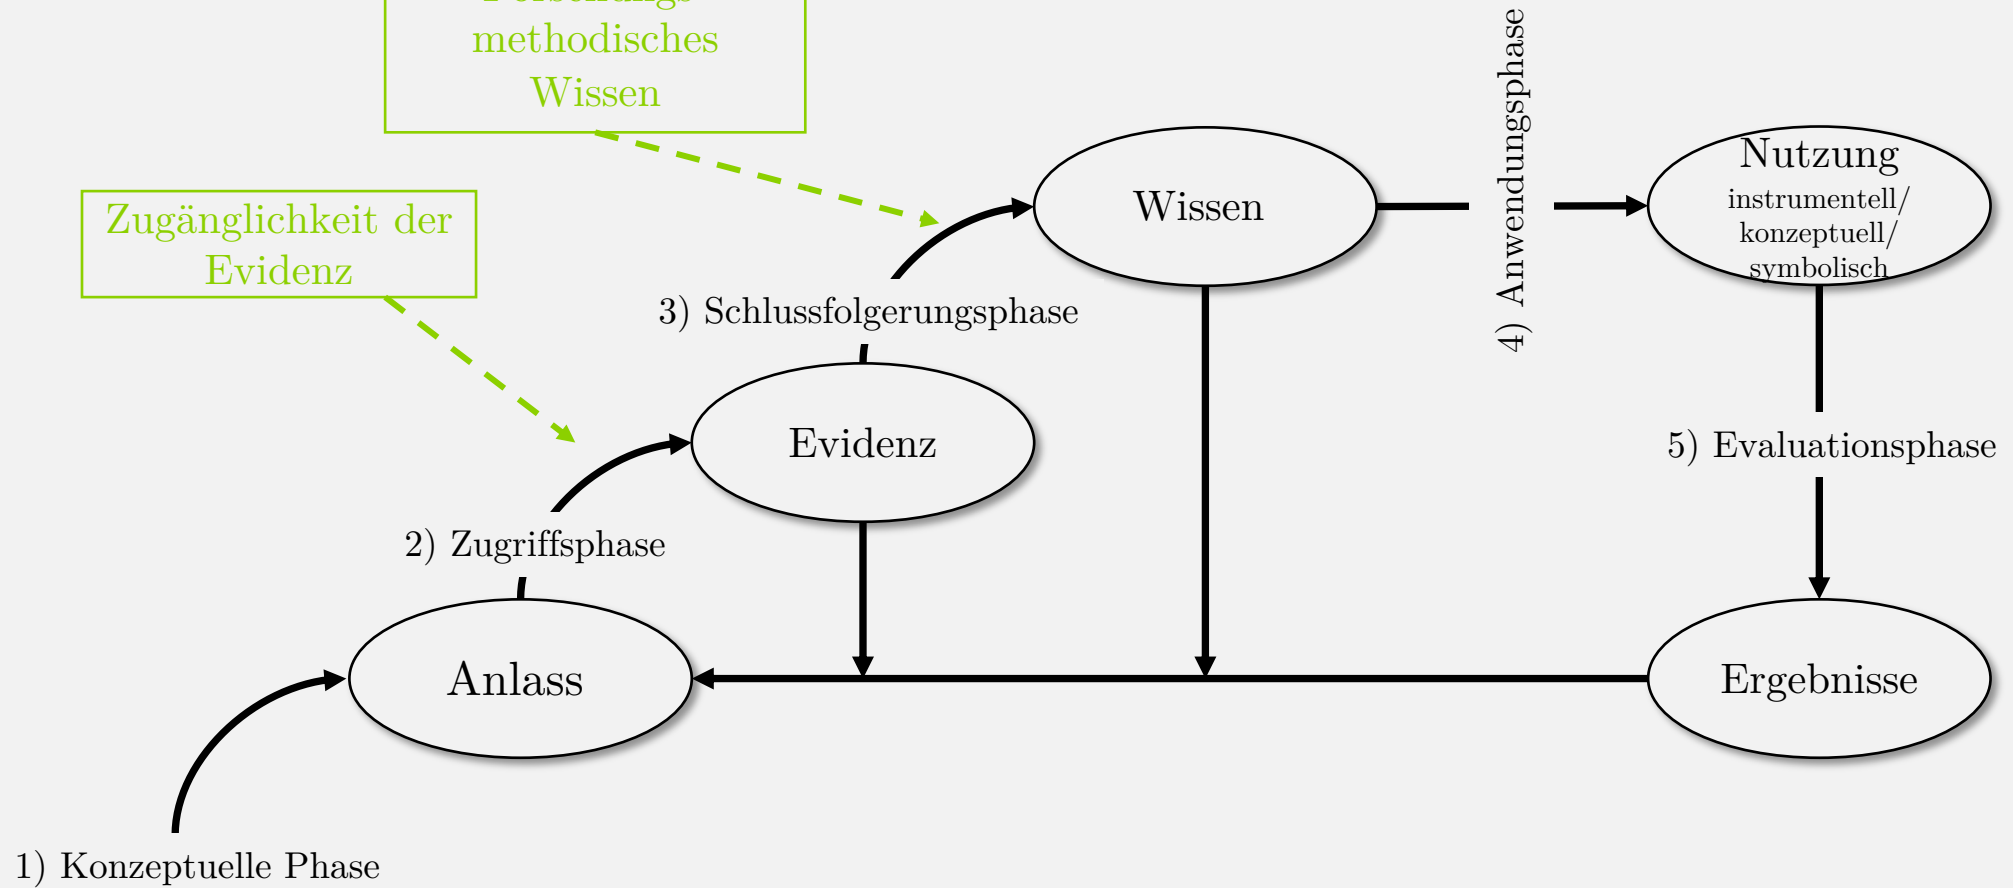 methodisches
Wissen
Zugänglichkeit der
Evidenz
Wissen
4) Anwendungsphase
Nutzung
instrumentell/
konzeptuell/
symbolisch
3) Schlussfolgerungsphase
Evidenz
5) Evaluationsphase
2) Zugriffsphase
Anlass
Ergebnisse
1) Konzeptuelle Phase